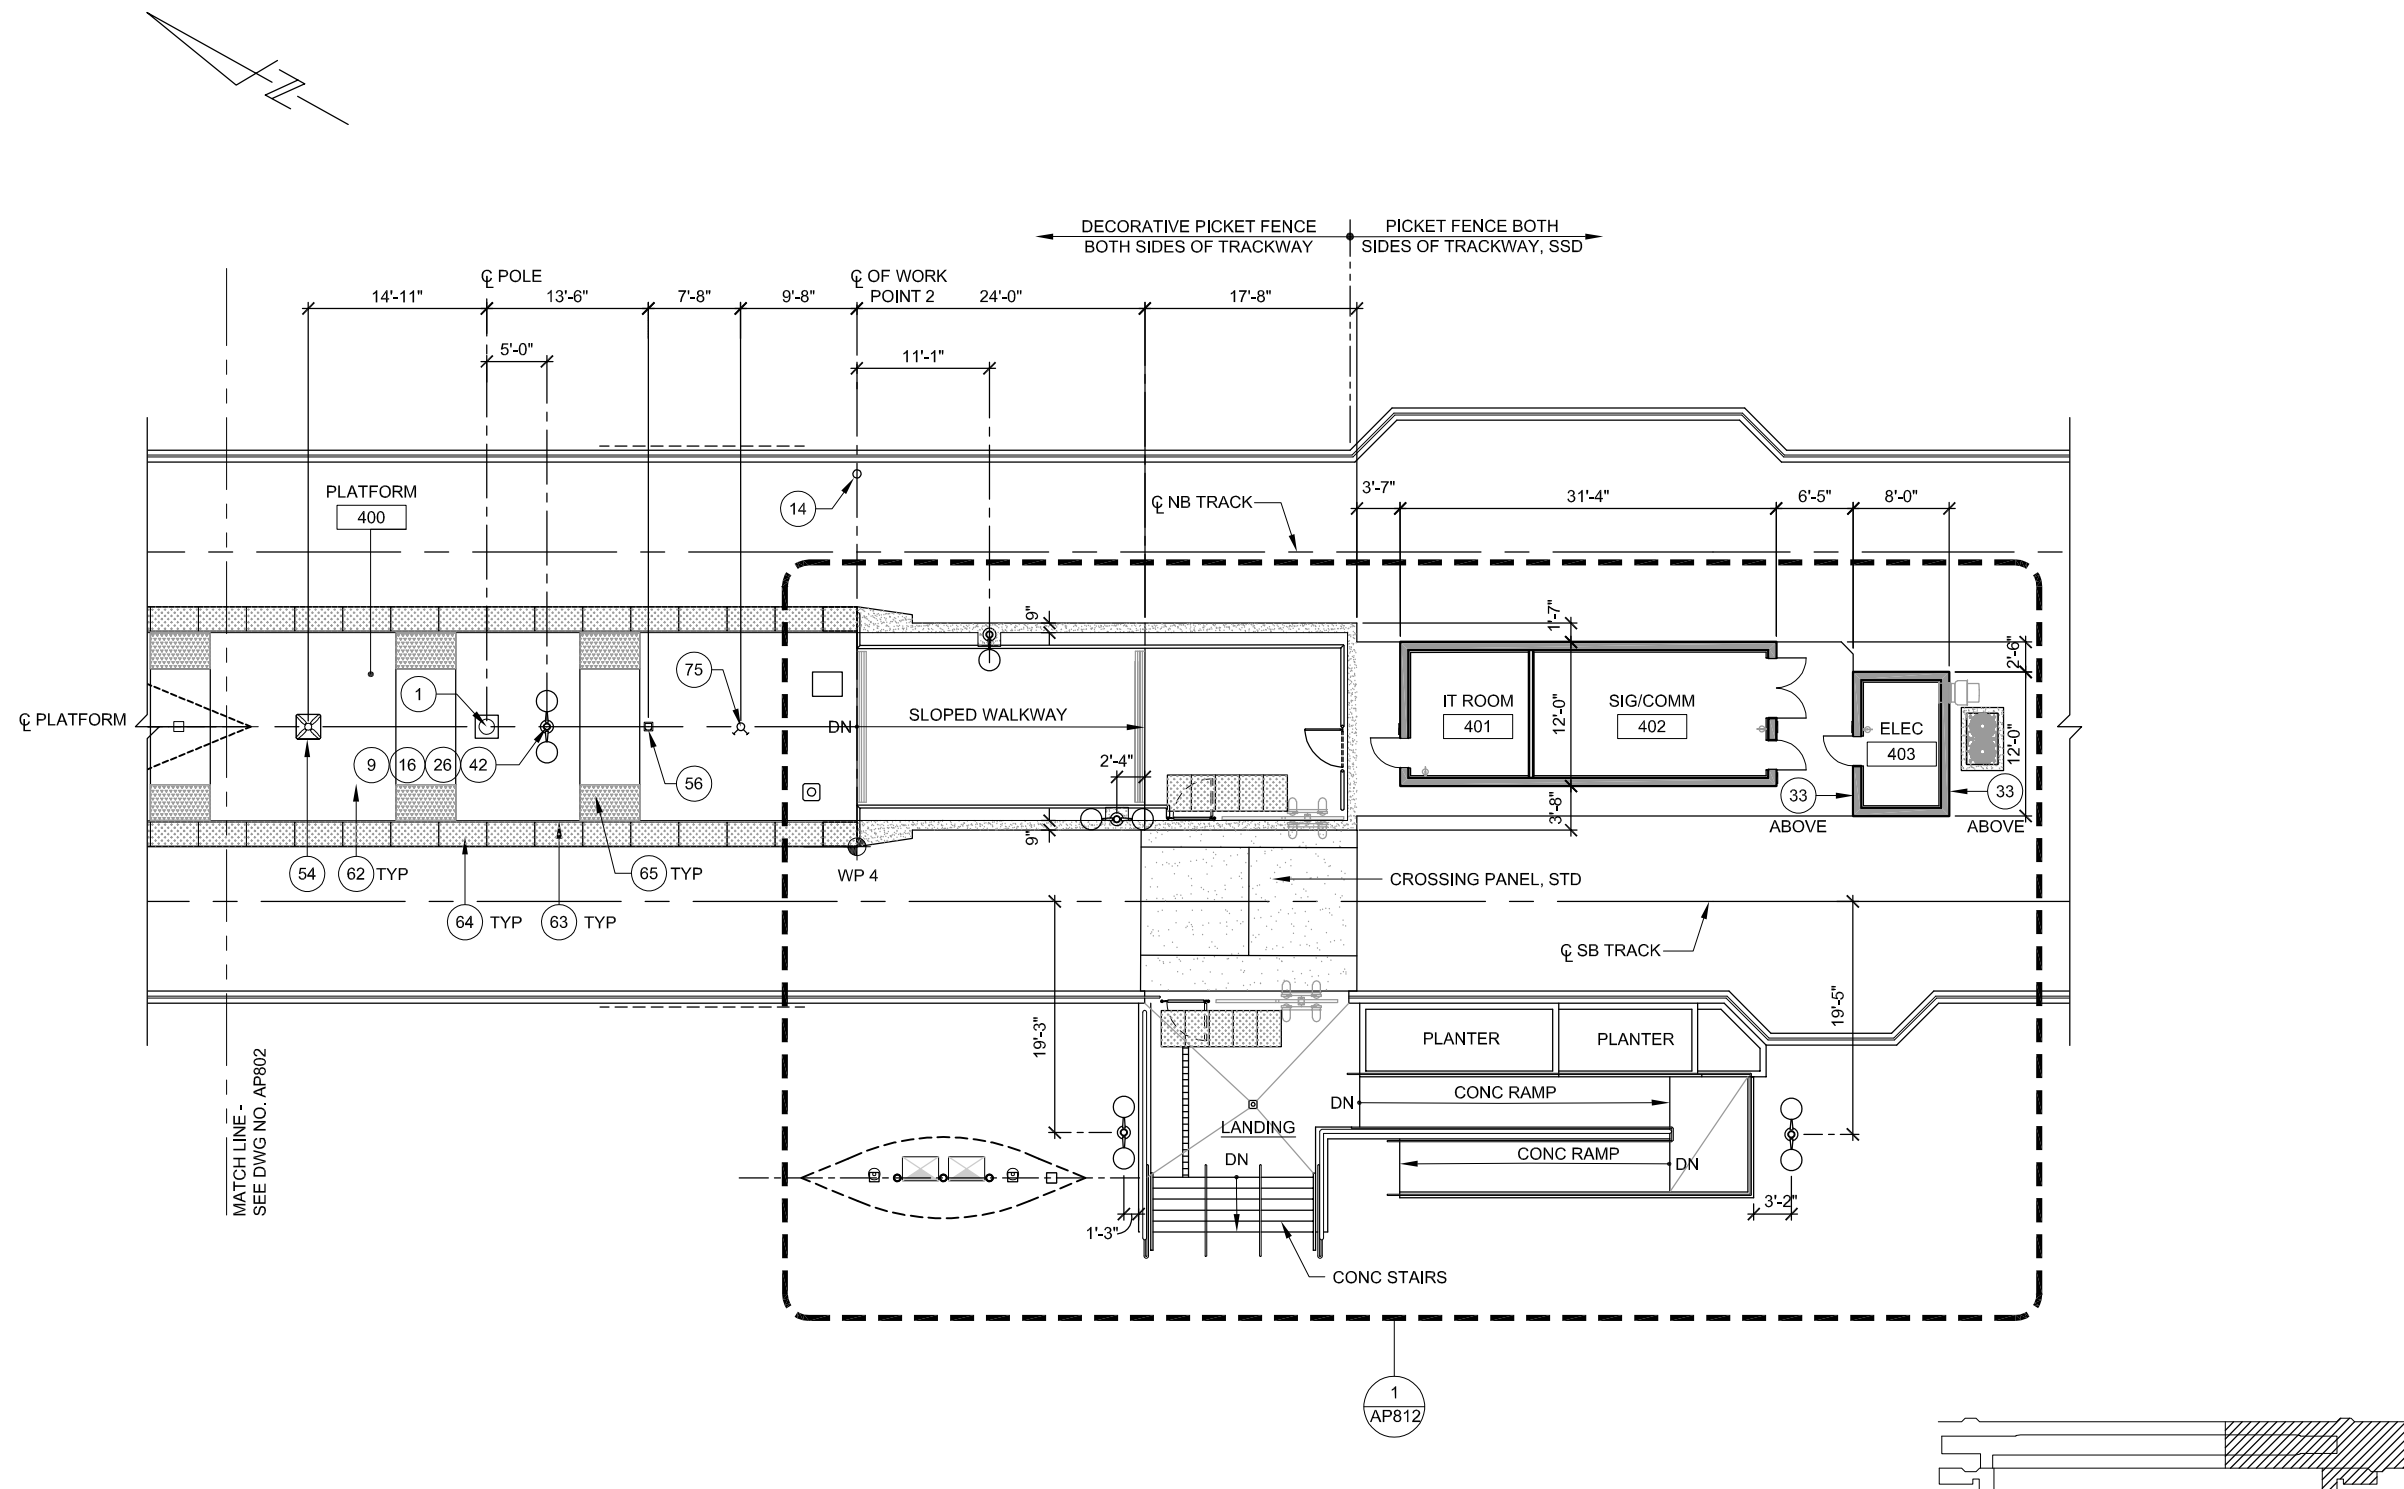 DECORATIVE PICKET FENCE
BOTH SIDES OF TRACKWAY
PICKET FENCE BOTH
SIDES OF TRACKWAY, SSD
℄ POLE
℄ OF WORK
POINT 2
14'-11"
13'-6"
7'-8"
9'-8"
24'-0"
17'-8"
5'-0"
11'-1"
PLATFORM
400
14
℄ NB TRACK
3'-7"
31'-4"
6'-5"
8'-0"
9"
1'-7"
2'-6"
75
1
℄ PLATFORM
DN
SLOPED WALKWAY
IT ROOM
401
12'-0"
SIG/COMM
402
ELEC
403
12'-0"
9
16
26
42
56
2'-4"
33
ABOVE
33
ABOVE
3'-8"
9"
54
62 TYP
65 TYP
WP 4
CROSSING PANEL, STD
64 TYP
63 TYP
℄ SB TRACK
19'-3"
19'-5"
PLANTER
PLANTER
MATCH LINE -
SEE DWG NO. AP802
CONC RAMP
DN
LANDING
DN
CONC RAMP
DN
1'-3"
3'-2"
CONC STAIRS
1
AP812